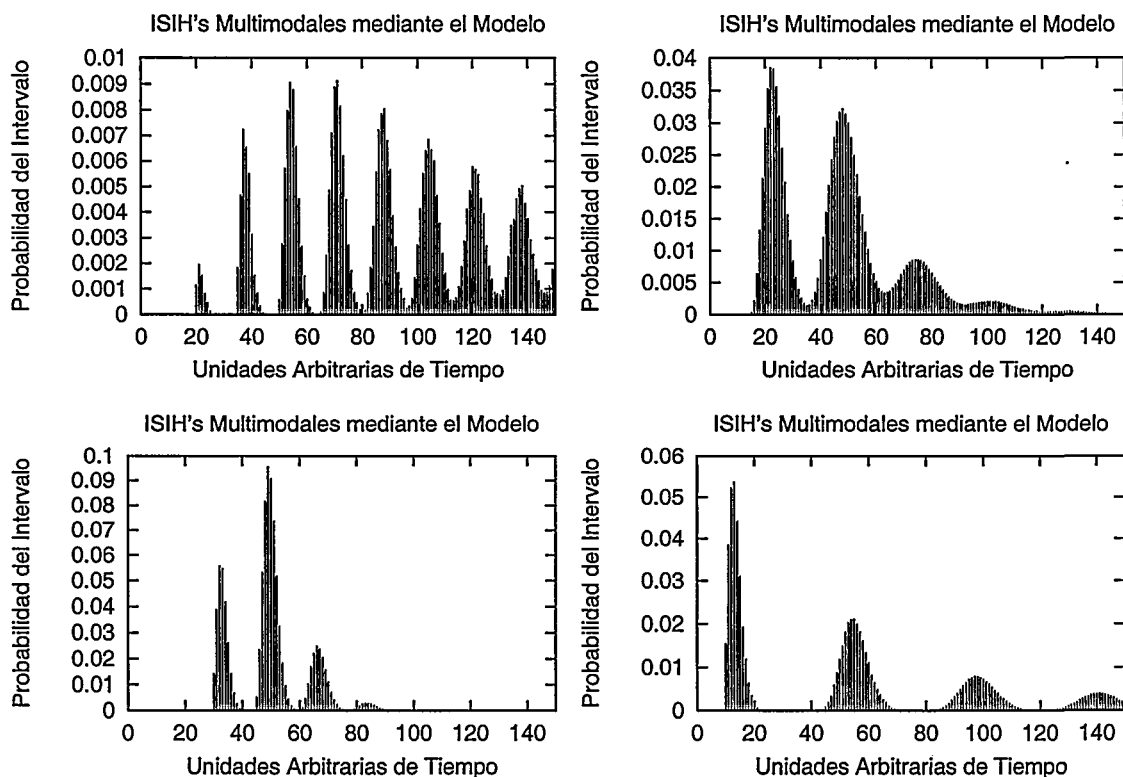 ISIH's Multimodales mediante el Modelo
Probabilidad del Intervalo
0.01
0.009
0.008
0.007
0.006
0.005
0.004
0.003
0.002
0.001
0
0 20 40 60 80 100 120 140
Unidades Arbitrarias de Tiempo
ISIH's Multimodales mediante el Modelo
Probabilidad del Intervalo
0.04
0.035
0.03
0.025
0.02
0.015
0.01
0.005
0
0 20 40 60 80 100 120 140
Unidades Arbitrarias de Tiempo
ISIH's Multimodales mediante el Modelo
Probabilidad del Intervalo
0.1
0.09
0.08
0.07
0.06
0.05
0.04
0.03
0.02
0.01
0
0 20 40 60 80 100 120 140
Unidades Arbitrarias de Tiempo
ISIH's Multimodales mediante el Modelo
Probabilidad del Intervalo
0.06
0.05
0.04
0.03
0.02
0.01
0
0 20 40 60 80 100 120 140
Unidades Arbitrarias de Tiempo